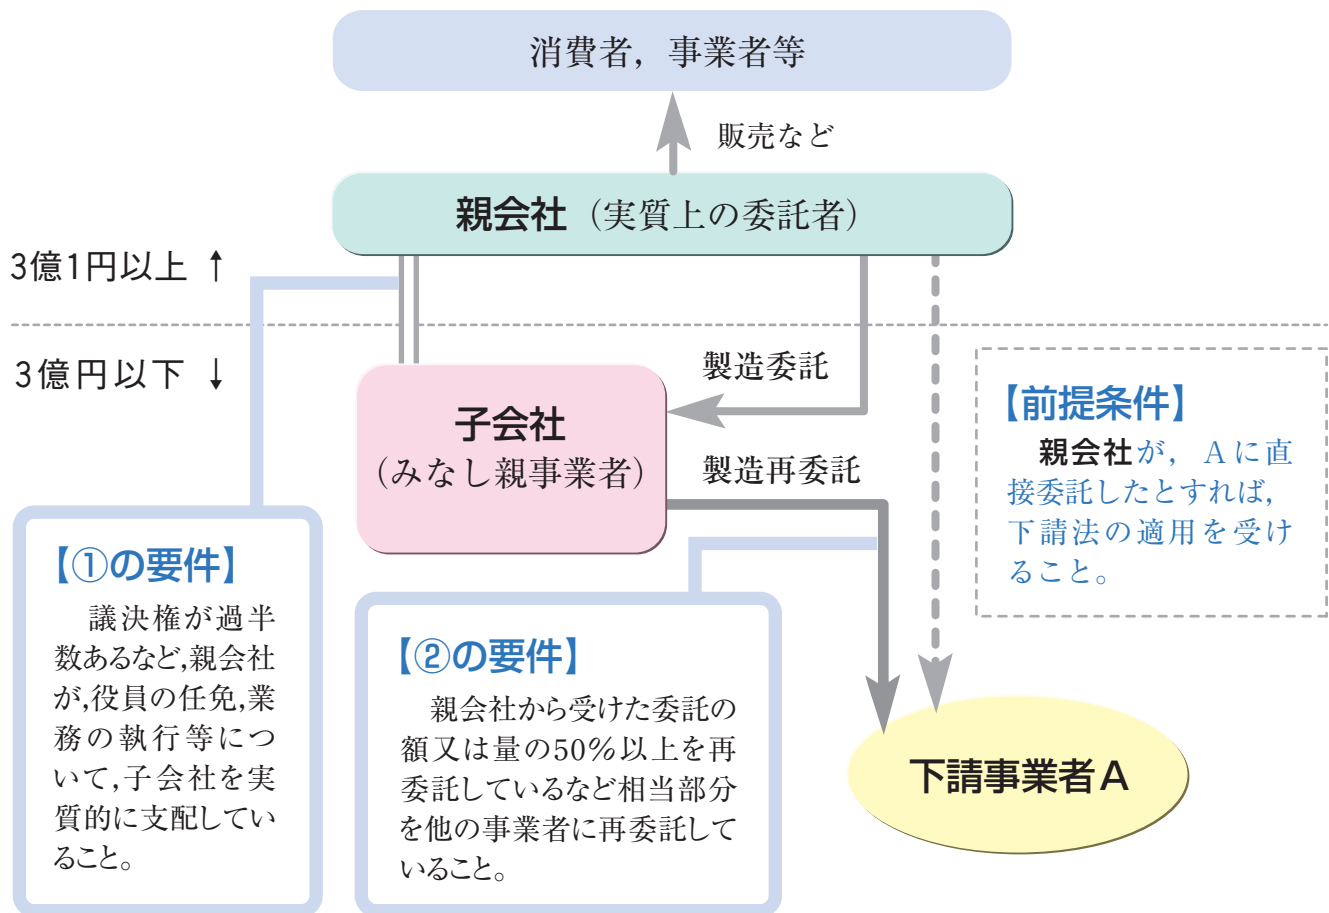 消費者，事業者等
販売など
親会社（実質上の委託者）
3億1円以上 ↑
3億円以下 ↓
製造委託
子会社
（みなし親事業者）
製造再委託
【前提条件】
親会社が，Ａに直
接委託したとすれば，
下請法の適用を受け
ること。
【①の要件】
議決権が過半
数あるなど，親会社
が，役員の任免，業
務の執行等につ
いて，子会社を実
質的に支配してい
ること。
【②の要件】
親会社から受けた委託の
額又は量の50％以上を再
委託しているなど相当部分
を他の事業者に再委託して
いること。
下請事業者Ａ